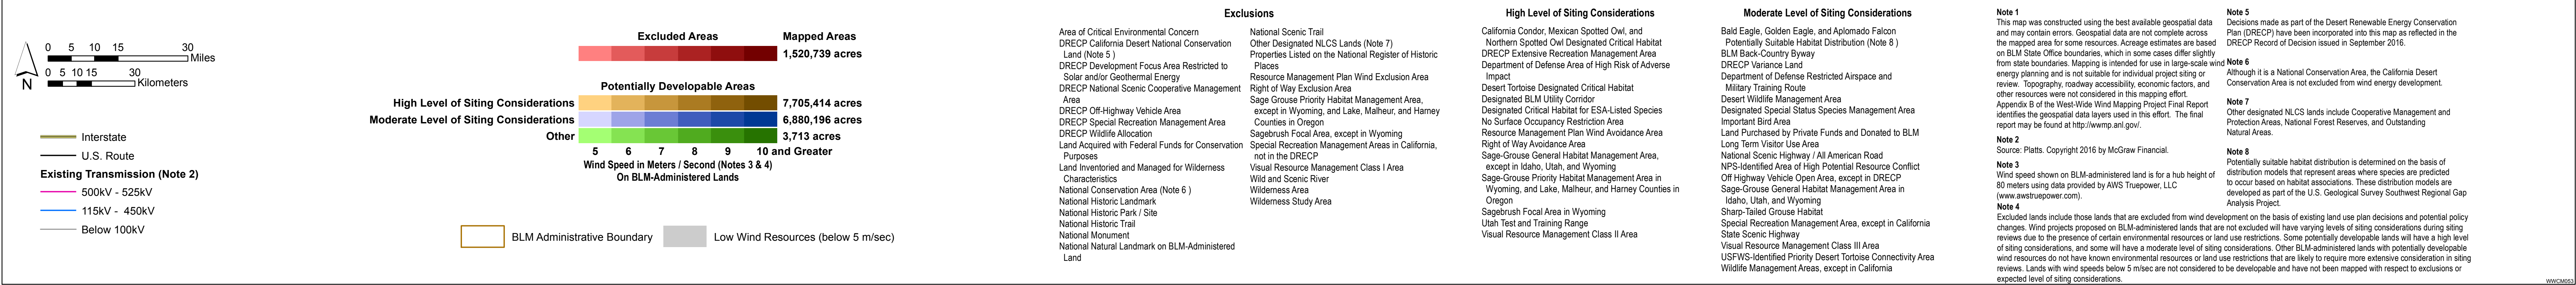 0 5 10 15 30
Miles
0 5 10 15 30
Kilometers
N
Interstate
U.S. Route
Existing Transmission (Note 2)
500kV - 525kV
115kV - 450kV
Below 100kV
Excluded Areas
Mapped Areas
1,520,739 acres
Potentially Developable Areas
High Level of Siting Considerations
7,705,414 acres
Moderate Level of Siting Considerations
6,880,196 acres
Other
3,713 acres
5 6 7 8 9 10 and Greater
Wind Speed in Meters / Second (Notes 3 & 4)
On BLM-Administered Lands
BLM Administrative Boundary
Low Wind Resources (below 5 m/sec)
Exclusions
Area of Critical Environmental Concern
DRECP California Desert National Conservation
Land (Note 5 )
DRECP Development Focus Area Restricted to
Solar and/or Geothermal Energy
DRECP National Scenic Cooperative Management
Area
DRECP Off-Highway Vehicle Area
DRECP Special Recreation Management Area
DRECP Wildlife Allocation
Land Acquired with Federal Funds for Conservation
Purposes
Land Inventoried and Managed for Wilderness
Characteristics
National Conservation Area (Note 6 )
National Historic Landmark
National Historic Park / Site
National Historic Trail
National Monument
National Natural Landmark on BLM-Administered
Land
National Scenic Trail
Other Designated NLCS Lands (Note 7)
Properties Listed on the National Register of Historic
Places
Resource Management Plan Wind Exclusion Area
Right of Way Exclusion Area
Sage Grouse Priority Habitat Management Area,
except in Wyoming, and Lake, Malheur, and Harney
Counties in Oregon
Sagebrush Focal Area, except in Wyoming
Special Recreation Management Areas in California,
not in the DRECP
Visual Resource Management Class I Area
Wild and Scenic River
Wilderness Area
Wilderness Study Area
High Level of Siting Considerations
California Condor, Mexican Spotted Owl, and
Northern Spotted Owl Designated Critical Habitat
DRECP Extensive Recreation Management Area
Department of Defense Area of High Risk of Adverse
Impact
Desert Tortoise Designated Critical Habitat
Designated BLM Utility Corridor
Designated Critical Habitat for ESA-Listed Species
No Surface Occupancy Restriction Area
Resource Management Plan Wind Avoidance Area
Right of Way Avoidance Area
Sage-Grouse General Habitat Management Area,
except in Idaho, Utah, and Wyoming
Sage-Grouse Priority Habitat Management Area in
Wyoming, and Lake, Malheur, and Harney Counties in
Oregon
Sagebrush Focal Area in Wyoming
Utah Test and Training Range
Visual Resource Management Class II Area
Moderate Level of Siting Considerations
Bald Eagle, Golden Eagle, and Aplomado Falcon
Potentially Suitable Habitat Distribution (Note 8 )
BLM Back-Country Byway
DRECP Variance Land
Department of Defense Restricted Airspace and
Military Training Route
Desert Wildlife Management Area
Designated Special Status Species Management Area
Important Bird Area
Land Purchased by Private Funds and Donated to BLM
Long Term Visitor Use Area
National Scenic Highway / All American Road
NPS-Identified Area of High Potential Resource Conflict
Off Highway Vehicle Open Area, except in DRECP
Sage-Grouse General Habitat Management Area in
Idaho, Utah, and Wyoming
Sharp-Tailed Grouse Habitat
Special Recreation Management Area, except in California
State Scenic Highway
Visual Resource Management Class III Area
USFWS-Identified Priority Desert Tortoise Connectivity Area
Wildlife Management Areas, except in California
Note 1
This map was constructed using the best available geospatial data
and may contain errors. Geospatial data are not complete across
the mapped area for some resources. Acreage estimates are based
on BLM State Office boundaries, which in some cases differ slightly
from state boundaries. Mapping is intended for use in large-scale wind
energy planning and is not suitable for individual project siting or
review. Topography, roadway accessibility, economic factors, and
other resources were not considered in this mapping effort.
Appendix B of the West-Wide Wind Mapping Project Final Report
identifies the geospatial data layers used in this effort. The final
report may be found at http://wwmp.anl.gov/.
Note 2
Source: Platts. Copyright 2016 by McGraw Financial.
Note 3
Wind speed shown on BLM-administered land is for a hub height of
80 meters using data provided by AWS Truepower, LLC
(www.awstruepower.com).
Note 4
Excluded lands include those lands that are excluded from wind development on the basis of existing land use plan decisions and potential policy
changes. Wind projects proposed on BLM-administered lands that are not excluded will have varying levels of siting considerations during siting
reviews due to the presence of certain environmental resources or land use restrictions. Some potentially developable lands will have a high level
of siting considerations, and some will have a moderate level of siting considerations. Other BLM-administered lands with potentially developable
wind resources do not have known environmental resources or land use restrictions that are likely to require more extensive consideration in siting
reviews. Lands with wind speeds below 5 m/sec are not considered to be developable and have not been mapped with respect to exclusions or
expected level of siting considerations.
Note 5
Decisions made as part of the Desert Renewable Energy Conservation
Plan (DRECP) have been incorporated into this map as reflected in the
DRECP Record of Decision issued in September 2016.
Note 6
Although it is a National Conservation Area, the California Desert
Conservation Area is not excluded from wind energy development.
Note 7
Other designated NLCS lands include Cooperative Management and
Protection Areas, National Forest Reserves, and Outstanding
Natural Areas.
Note 8
Potentially suitable habitat distribution is determined on the basis of
distribution models that represent areas where species are predicted
to occur based on habitat associations. These distribution models are
developed as part of the U.S. Geological Survey Southwest Regional Gap
Analysis Project.